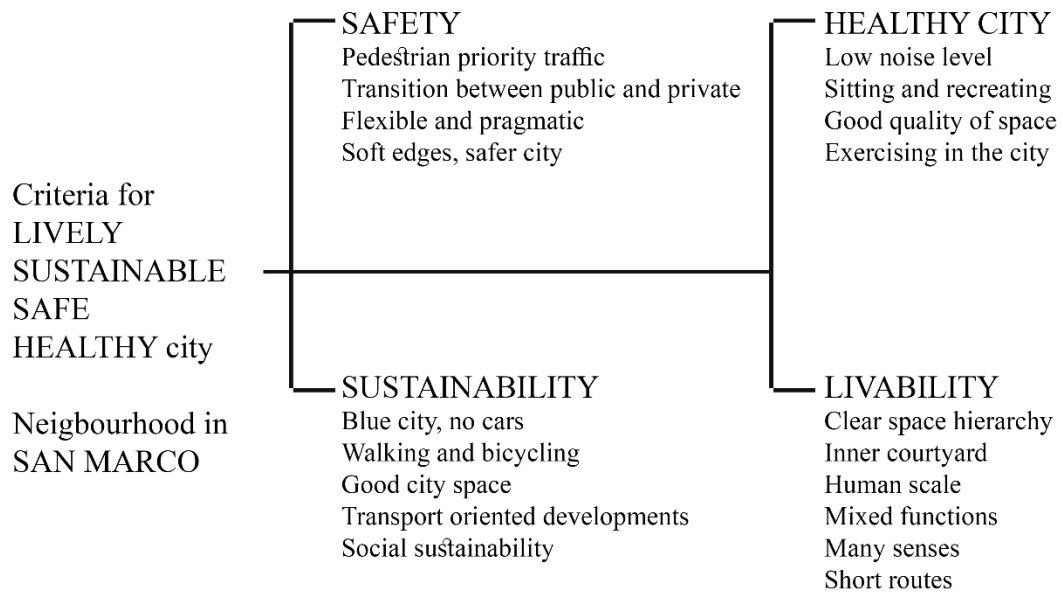 Criteria for
LIVELY
SUSTAINABLE
SAFE
HEALTHY city
Neigbourhood in
SAN MARCO
SAFETY
Pedestrian priority traffic
Transition between public and private
Flexible and pragmatic
Soft edges, safer city
SUSTAINABILITY
Blue city, no cars
Walking and bicycling
Good city space
Transport oriented developments
Social sustainability
HEALTHY CITY
Low noise level
Sitting and recreating
Good quality of space
Exercising in the city
LIVABILITY
Clear space hierarchy
Inner courtyard
Human scale
Mixed functions
Many senses
Short routes